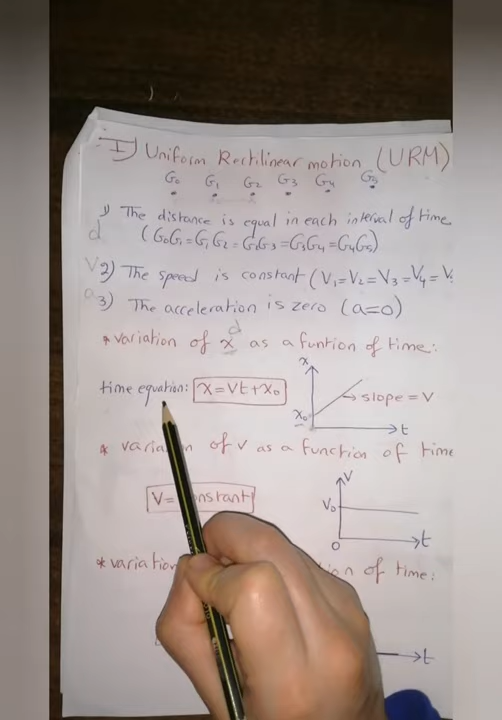 I) Uniform Rectilinear motion (URM)
G0 G1 G2 G3 G4 G5
1) The distance is equal in each interval of time
d (G0G1=G1G2=G2G3=G3G4=G4G5)
V 2) The speed is constant (V1=V2=V3=V4=V
a 3) The acceleration is zero (a=0)
d
* variation of x as a funtion of time:
x
time equation: x=Vt+x0
slope = V
x0
t
* variation of v as a function of time
V
V = constant
V0
0 t
* variation of time:
t